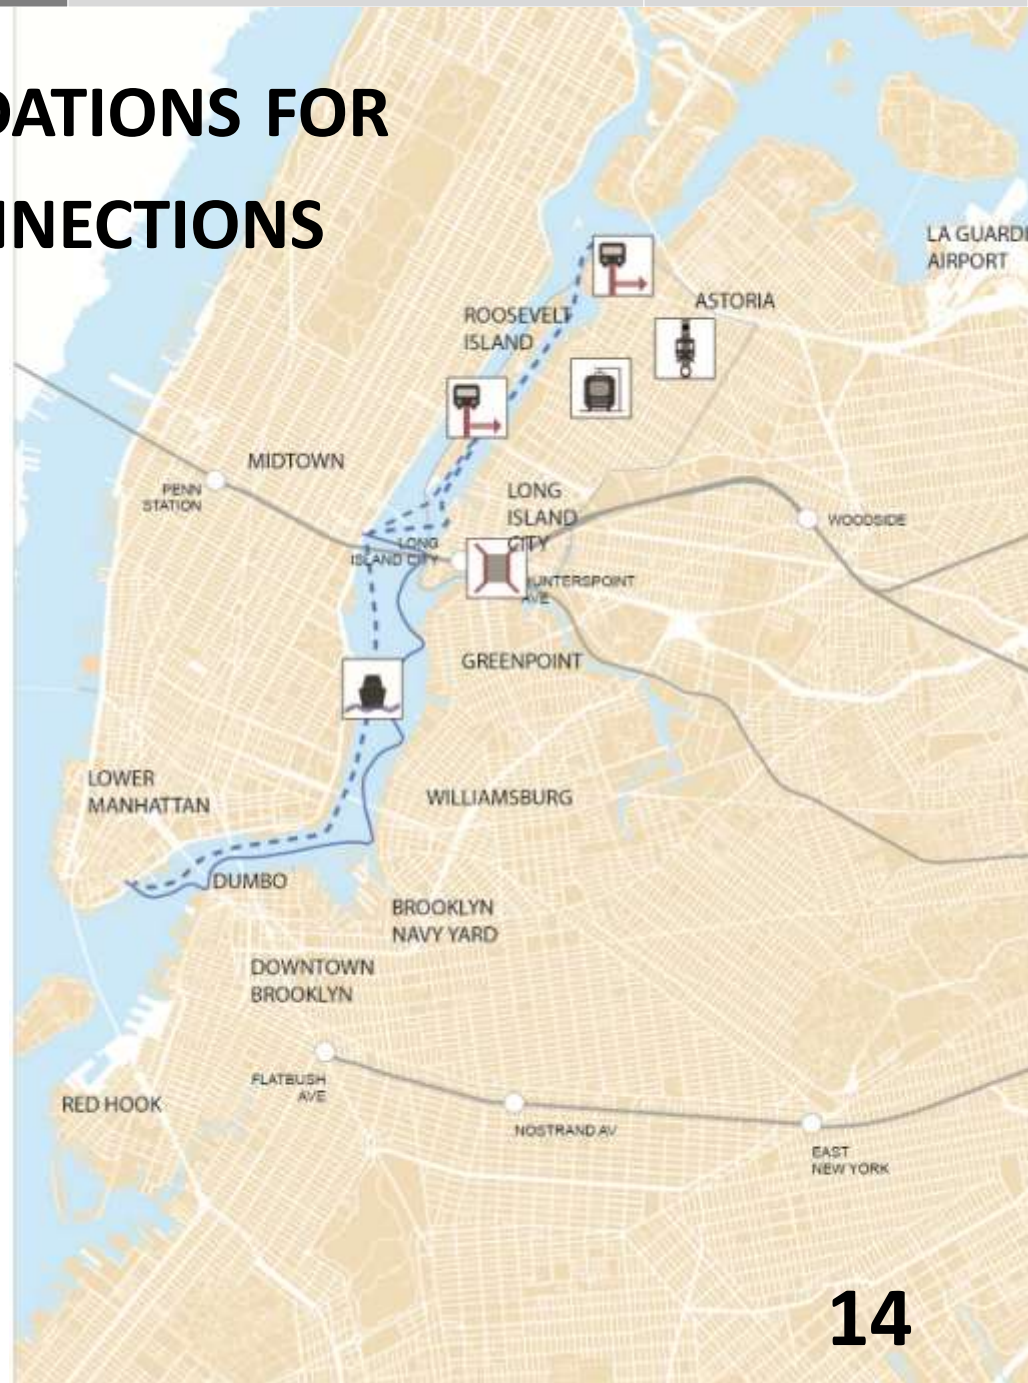 DATIONS FOR
NNECTIONS
LA GUARDI
AIRPORT
ASTORIA
ROOSEVELT
ISLAND
MIDTOWN
PENN
STATION
LONG
ISLAND
CITY
WOODSIDE
LONG
ISLAND CITY
UNTERSPOINT
AVE
GREENPOINT
LOWER
MANHATTAN
WILLIAMSBURG
DUMBO
BROOKLYN
NAVY YARD
DOWNTOWN
BROOKLYN
FLATBUSH
AVE
RED HOOK
NOSTRAND AV
EAST
NEW YORK
14